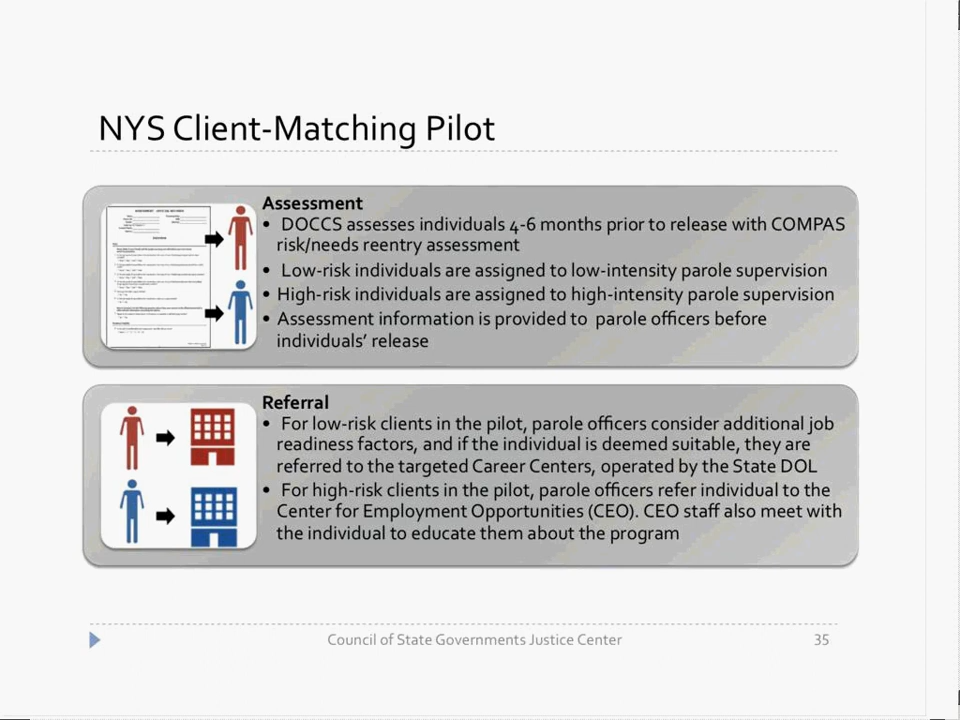 NYS Client-Matching Pilot
Assessment
• DOCCS assesses individuals 4-6 months prior to release with COMPAS
risk/needs reentry assessment
• Low-risk individuals are assigned to low-intensity parole supervision
• High-risk individuals are assigned to high-intensity parole supervision
• Assessment information is provided to parole officers before
individuals’ release
Referral
• For low-risk clients in the pilot, parole officers consider additional job
readiness factors, and if the individual is deemed suitable, they are
referred to the targeted Career Centers, operated by the State DOL
• For high-risk clients in the pilot, parole officers refer individual to the
Center for Employment Opportunities (CEO). CEO staff also meet with
the individual to educate them about the program
Council of State Governments Justice Center
35